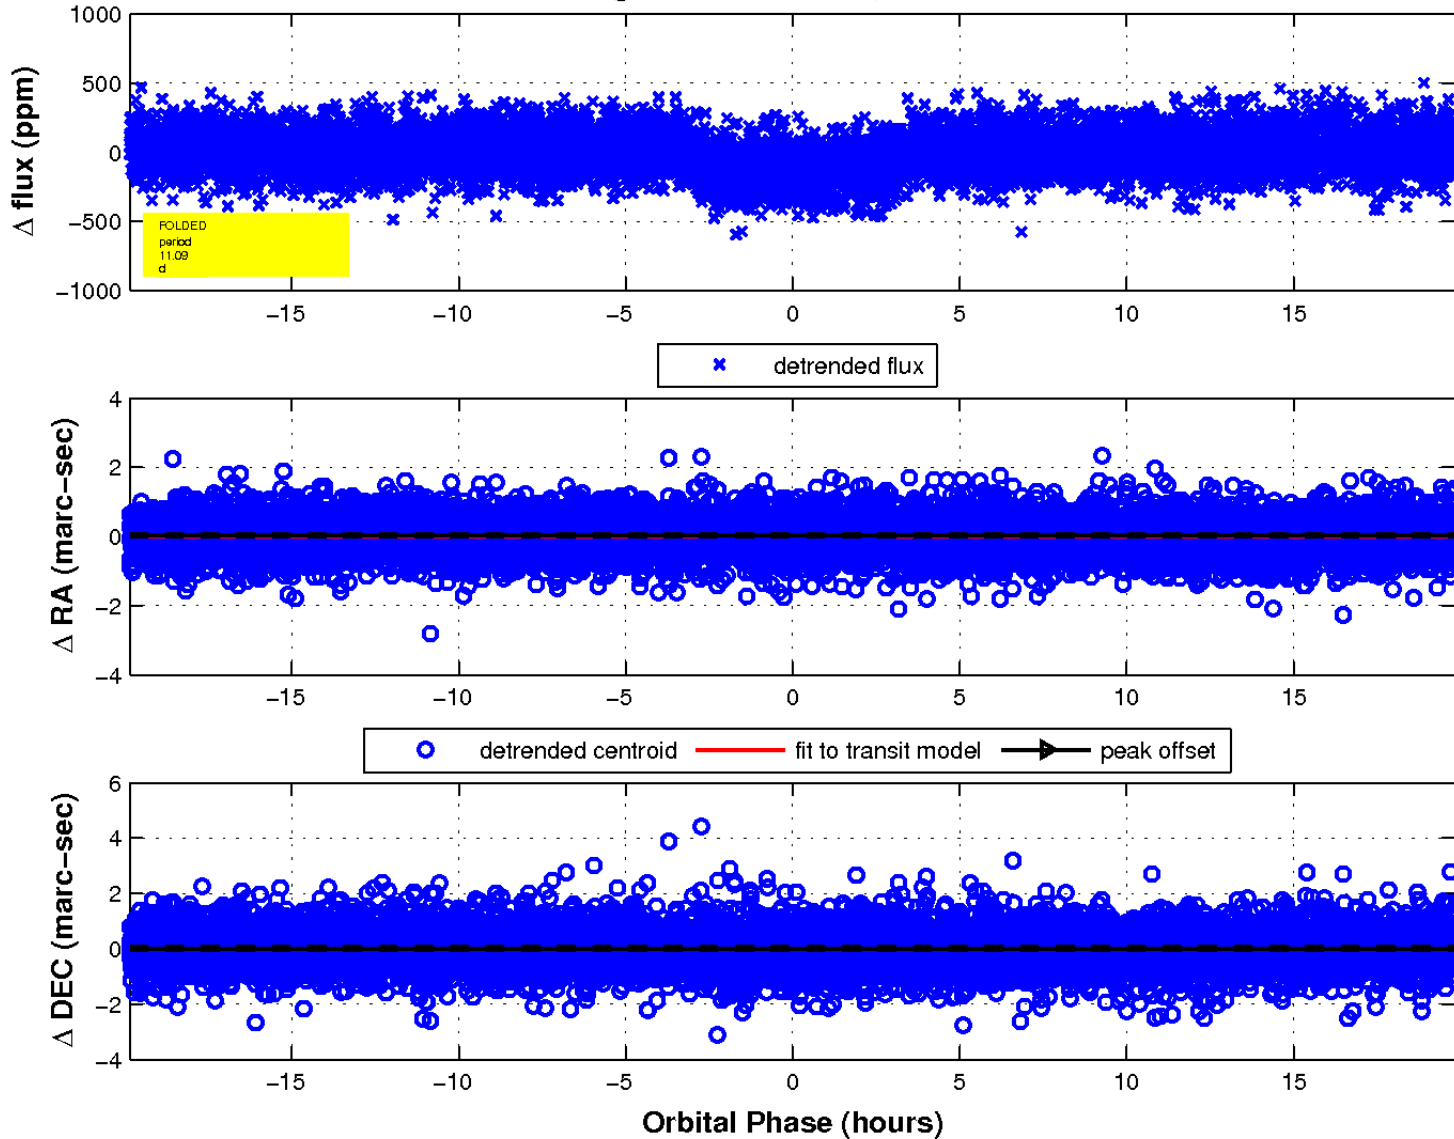 1000
500
0
−500
−1000
Δ flux (ppm)
FOLDED
period
11.09
d
−15 −10 −5 0 5 10 15
detrended flux
4
2
0
−2
−4
Δ RA (marc−sec)
−15 −10 −5 0 5 10 15
detrended centroid fit to transit model peak offset
6
4
2
0
−2
−4
Δ DEC (marc−sec)
−15 −10 −5 0 5 10 15
Orbital Phase (hours)